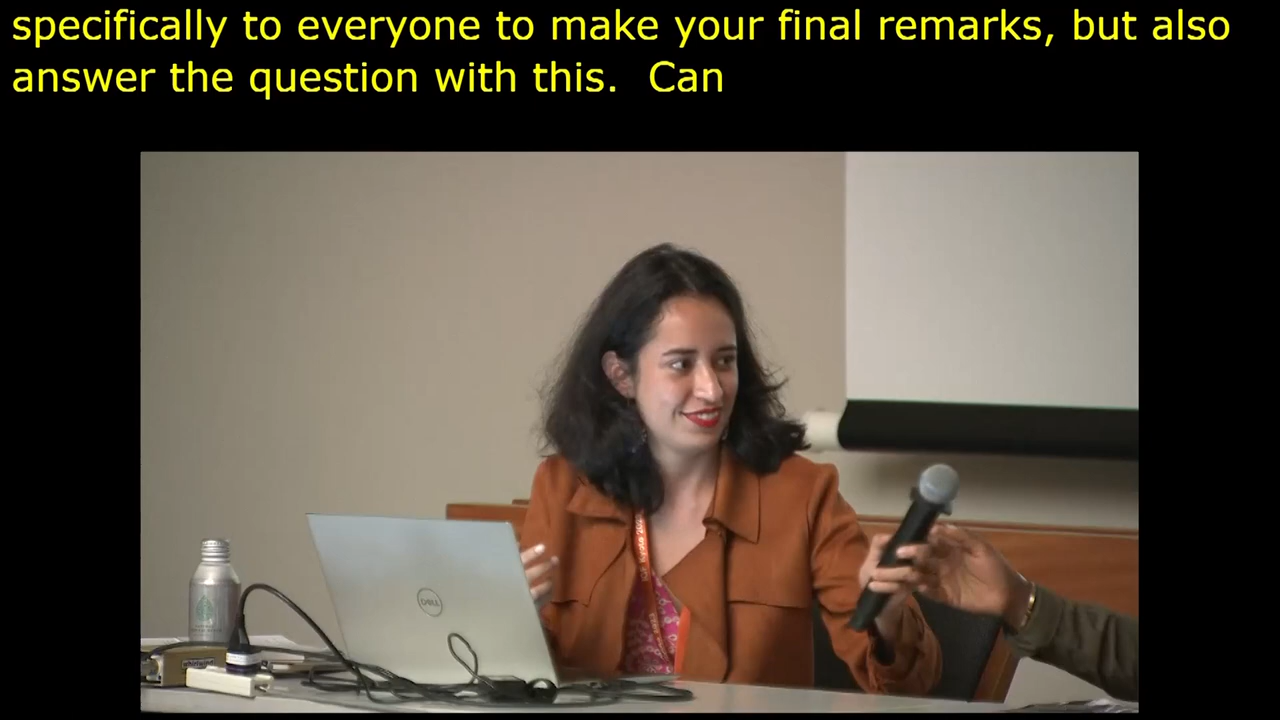 specifically to everyone to make your final remarks, but also
answer the question with this.  Can
DELL